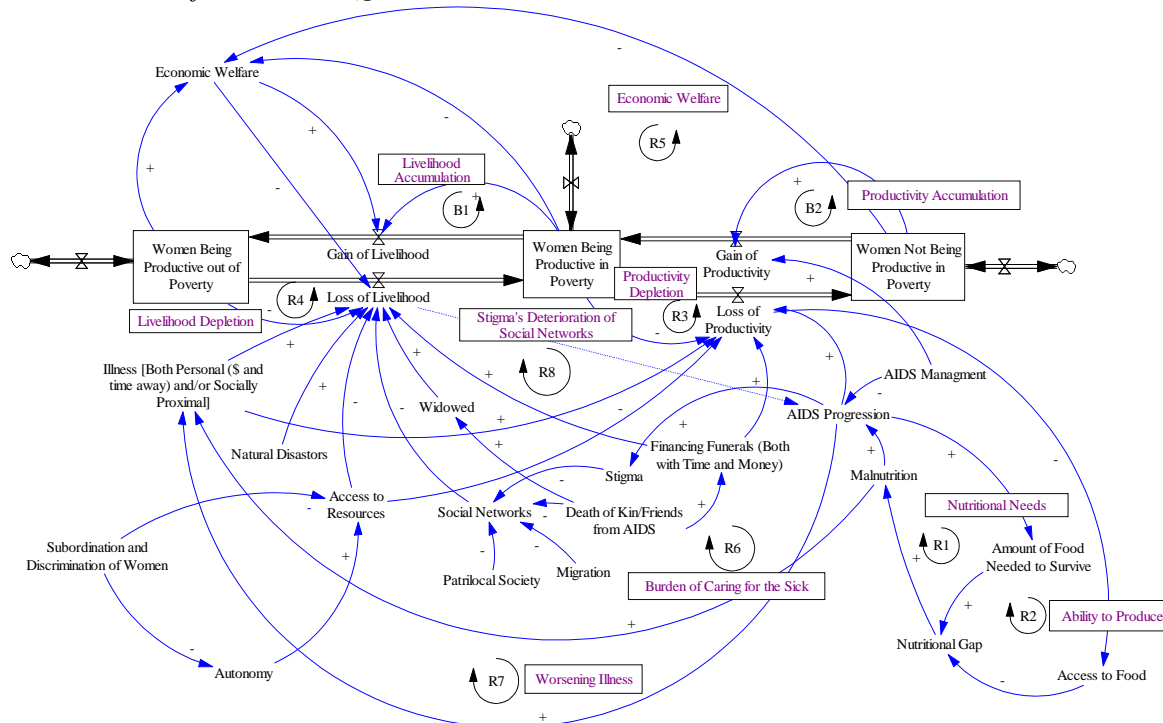 Economic Welfare
-
-
Economic Welfare
R5
+
+
-
-
Livelihood
Accumulation
+
B1
+
B2
Productivity Accumulation
Women Being
Productive out of
Poverty
Gain of Livelihood
Women Being
Productive in
Poverty
Gain of
Productivity
Women Not Being
Productive in
Poverty
+
+
Productivity
Depletion
R4
Loss of Livelihood
R3
Loss of
Productivity
Livelihood Depletion
-
Stigma's Deterioration of
Social Networks
-
+
R8
+
Illness [Both Personal ($ and
time away) and/or Socially
Proximal]
+
-
-
Widowed
+
-
AIDS Managment
-
-
AIDS Progression
+
+
+
Natural Disastors
-
Financing Funerals (Both
with Time and Money)
+
+
-
Stigma
Malnutrition
-
Access to
Resources
-
Social Networks
-
Death of Kin/Friends
from AIDS
+
Nutritional Needs
Subordination and
Discrimination of Women
+
-
-
Patrilocal Society
Migration
R6
R1
Amount of Food
Needed to Survive
+
Burden of Caring for the Sick
+
R2
Ability to Produce
-
+
Nutritional Gap
+
Autonomy
R7
Worsening Illness
-
Access to Food
+